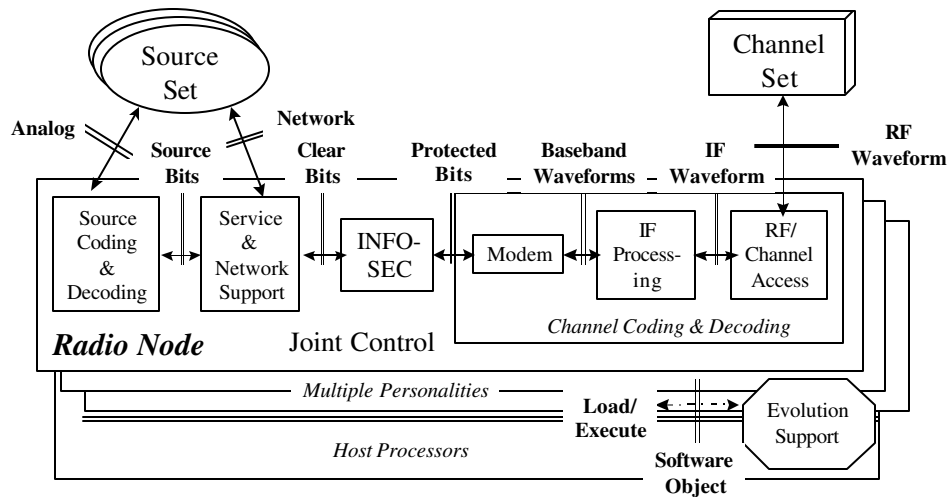 Source
Set
Channel
Set
Analog
Network
Source
Bits
Clear
Bits
Protected
Bits
Baseband
Waveforms
IF
Waveform
RF
Waveform
Source
Coding
&
Decoding
Service
&
Network
Support
INFO-
SEC
Modem
IF
Process-
ing
RF/
Channel
Access
Channel Coding & Decoding
Radio Node
Joint Control
Multiple Personalities
Load/
Execute
Evolution
Support
Host Processors
Software
Object